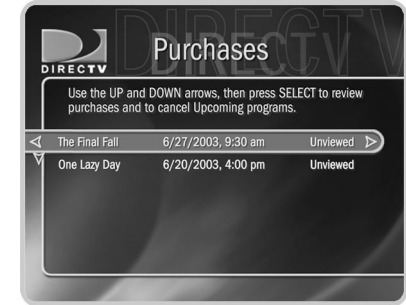 DIRECTV
Purchases
DIRECTV
Use the UP and DOWN arrows, then press SELECT to review
purchases and to cancel Upcoming programs.
The Final Fall 6/27/2003, 9:30 am Unviewed
One Lazy Day 6/20/2003, 4:00 pm Unviewed